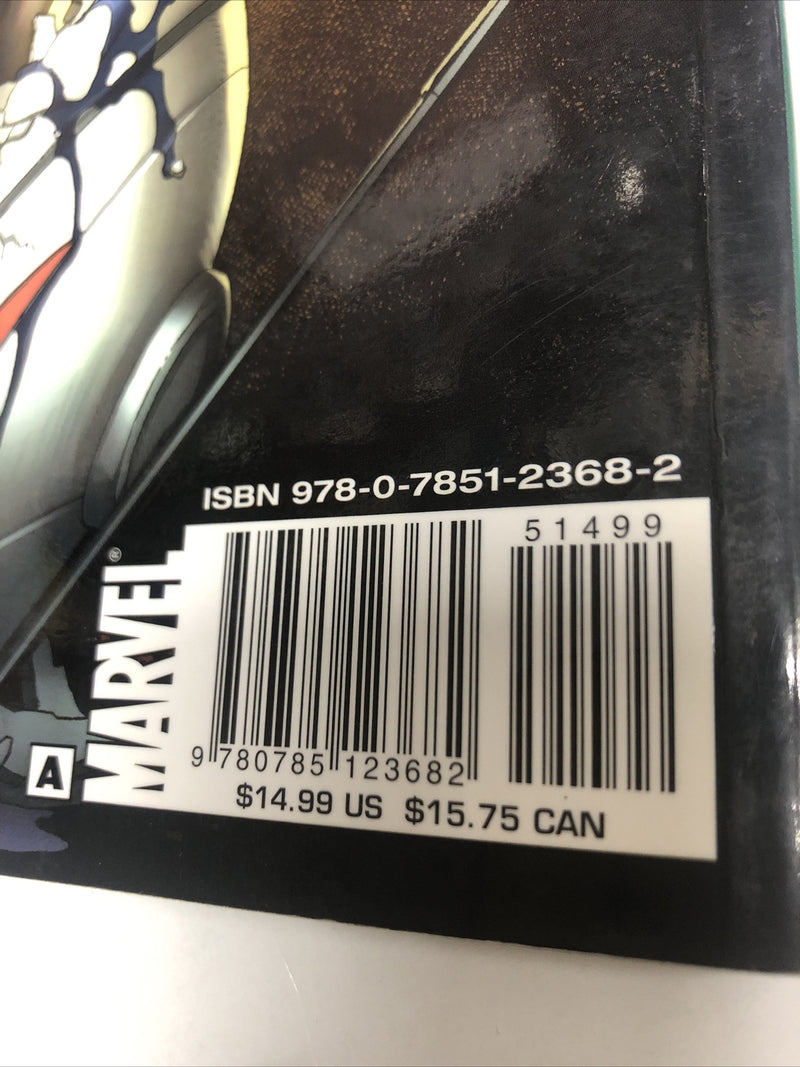 ISBN 978-0-7851-2368-2
51499
MARVEL®
9 780785 123682
A
$14.99 US $15.75 CAN